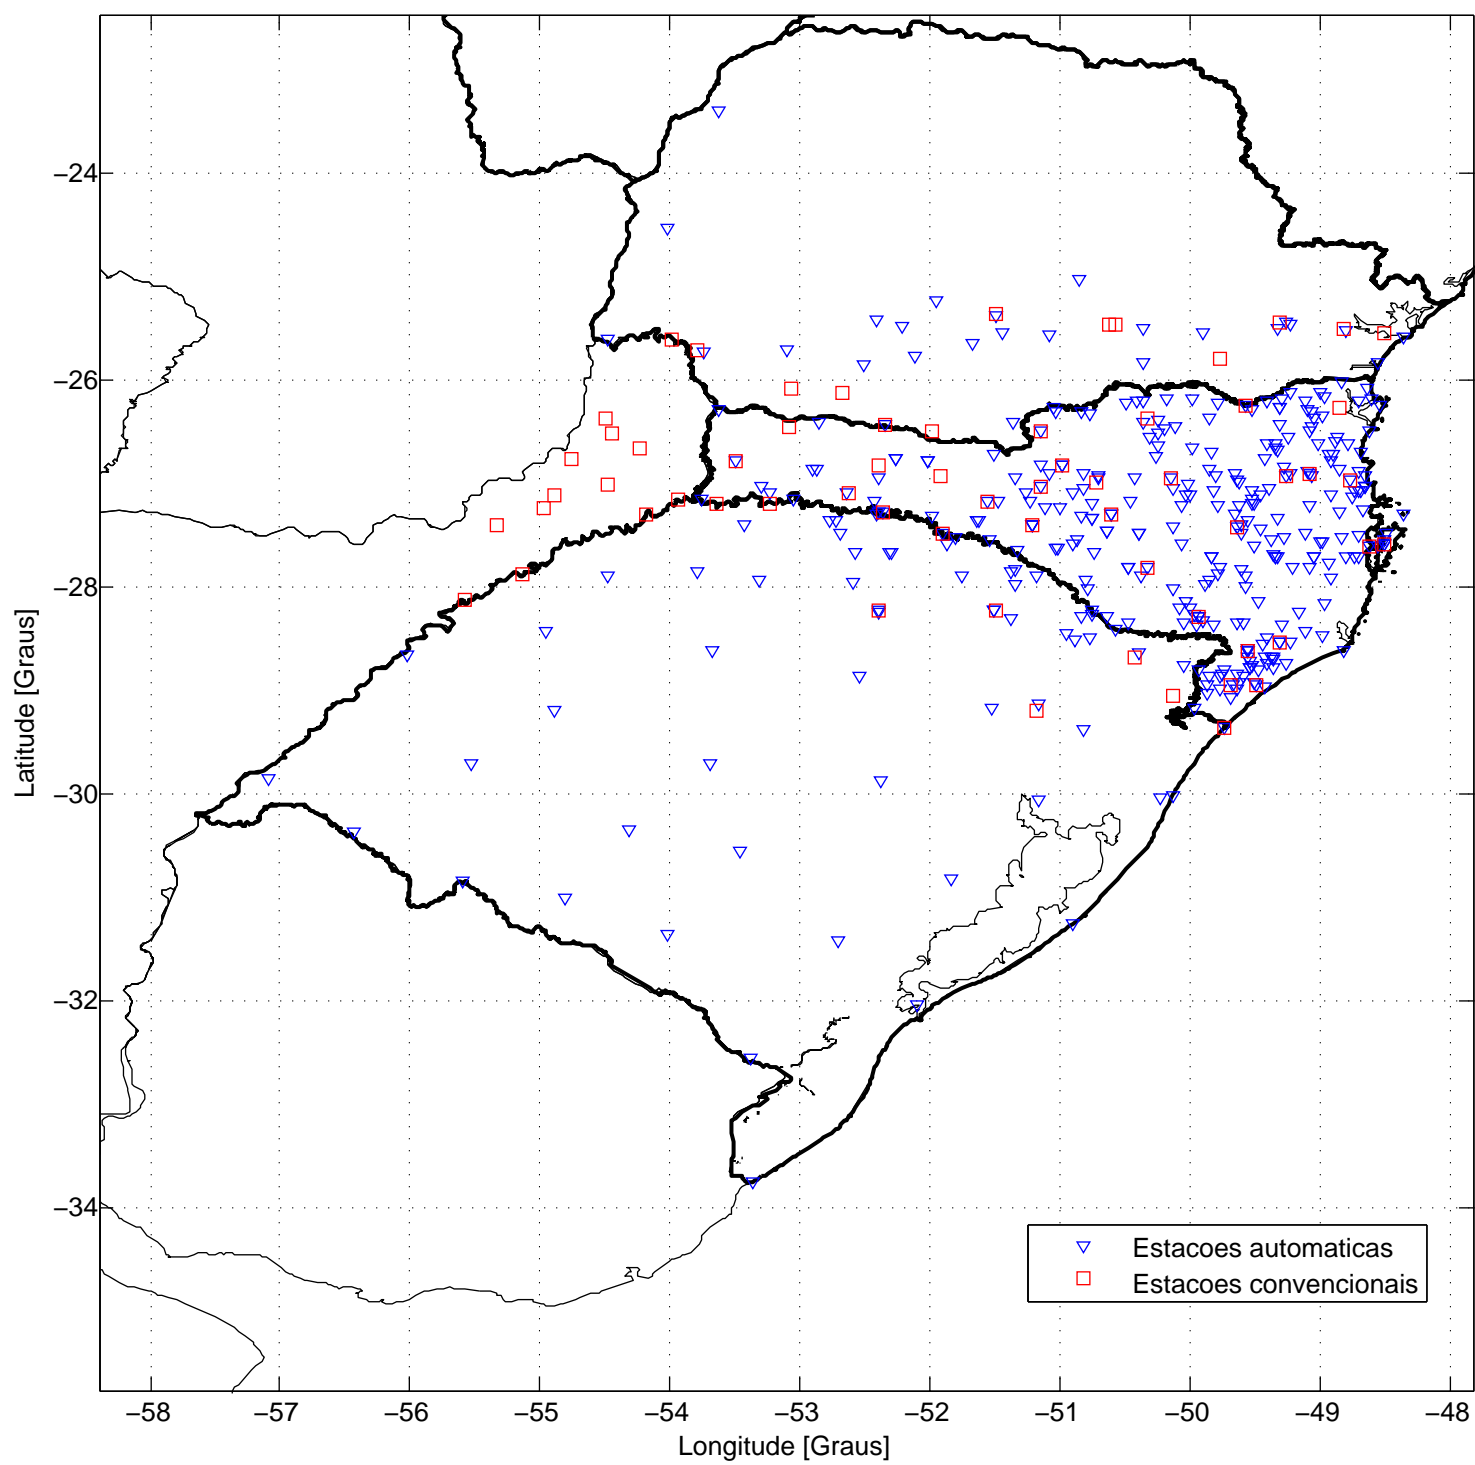 −24
−26
−28
−30
−32
−34
Latitude [Graus]
Estacoes automaticas
Estacoes convencionais
−58 −57 −56 −55 −54 −53 −52 −51 −50 −49 −48
Longitude [Graus]